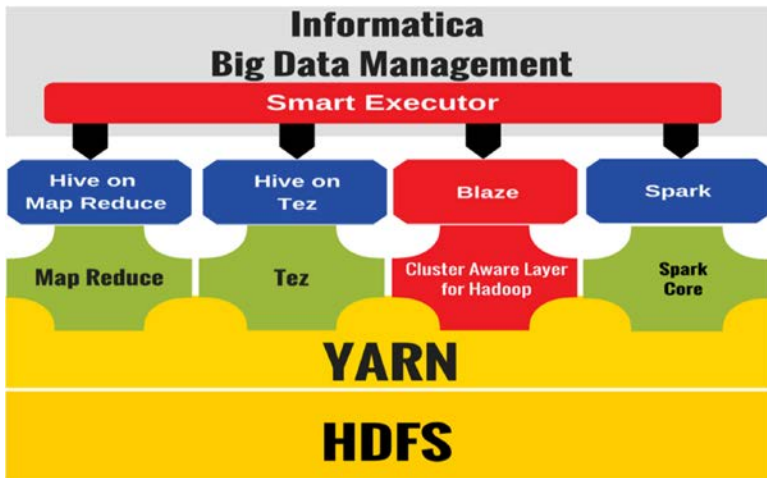 Informatica
Big Data Management
Smart Executor
Hive on
Map Reduce
Hive on
Tez
Blaze
Spark
Map Reduce
Tez
Cluster Aware Layer
for Hadoop
Spark
Core
YARN
HDFS